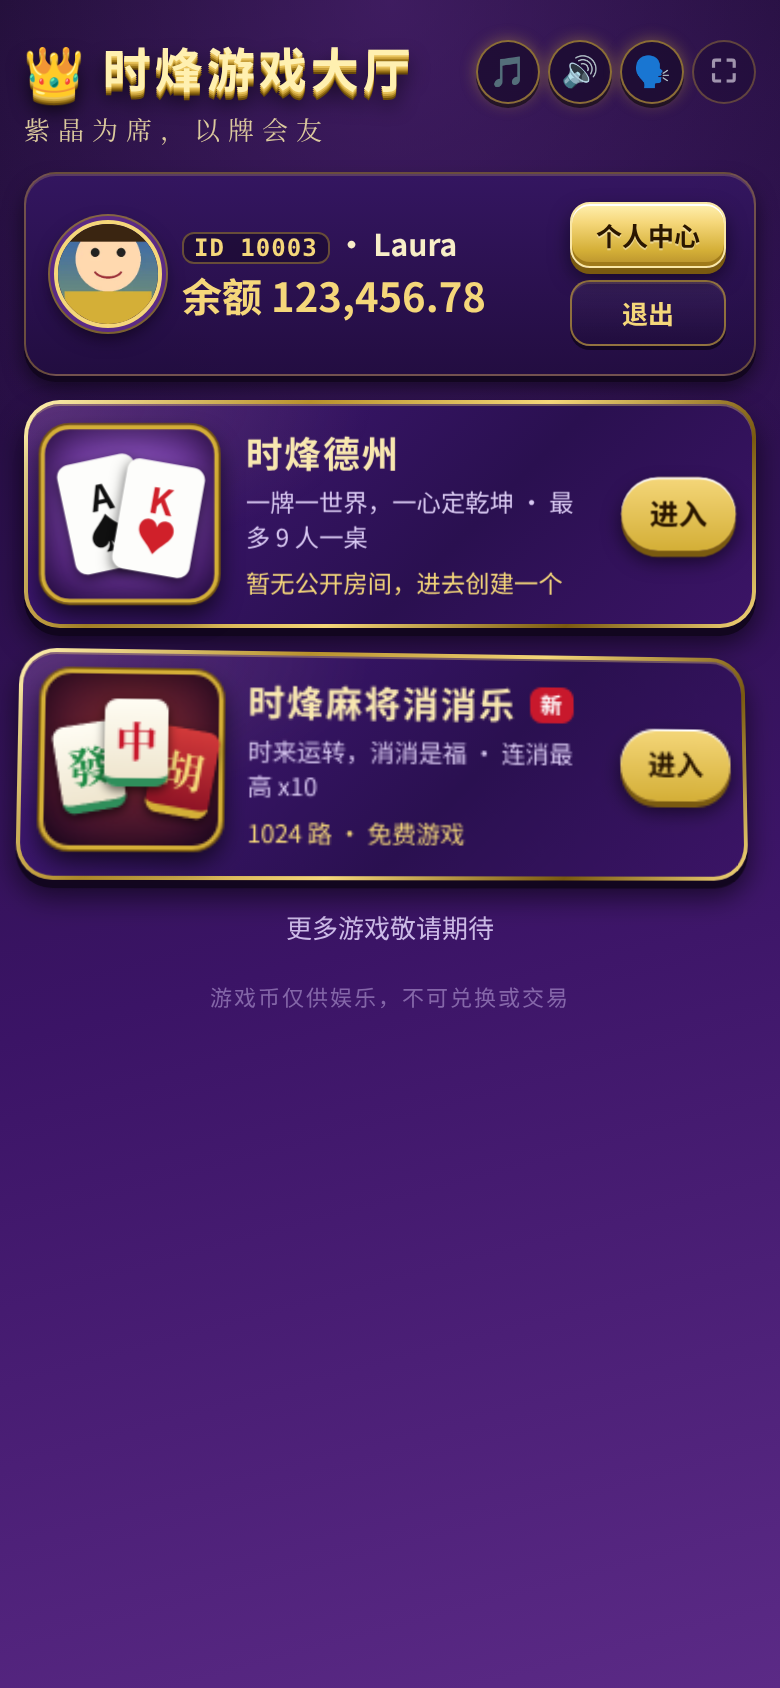 时烽游戏大厅
紫晶为席，以牌会友
ID 10003 · Laura
余额 123,456.78
个人中心
退出
A
K
时烽德州
一牌一世界，一心定乾坤 · 最
多 9 人一桌
暂无公开房间，进去创建一个
进入
發
中
胡
时烽麻将消消乐 新
时来运转，消消是福 · 连消最
高 x10
1024 路 · 免费游戏
进入
更多游戏敬请期待
游戏币仅供娱乐，不可兑换或交易